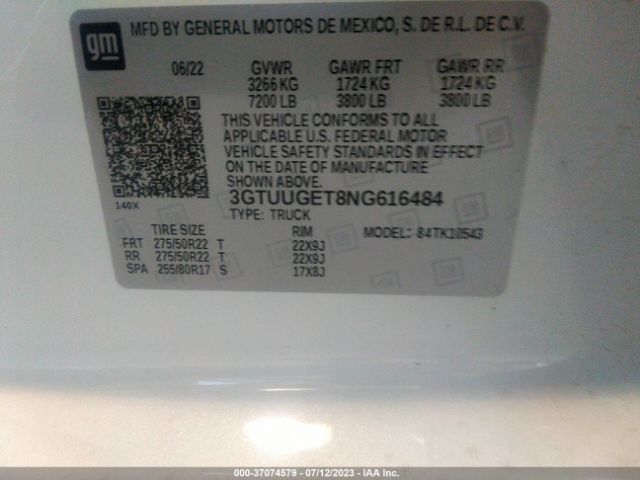 gm
MFD BY GENERAL MOTORS DE MEXICO, S. DE R.L. DE C.V.
06/22 GVWR GAWR FRT GAWR RR
3266 KG 1724 KG 1724 KG
7200 LB 3800 LB 3800 LB
THIS VEHICLE CONFORMS TO ALL
APPLICABLE U.S. FEDERAL MOTOR
VEHICLE SAFETY STANDARDS IN EFFECT
ON THE DATE OF MANUFACTURE
SHOWN ABOVE.
140X
3GTUUGET8NG616484
TYPE: TRUCK
TIRE SIZE RIM MODEL: 84TK10543
FRT 275/50R22 T 22X9J
RR 275/50R22 T 22X9J
SPA 255/80R17 S 17X8J
000-37074579 - 07/12/2023 - IAA Inc.